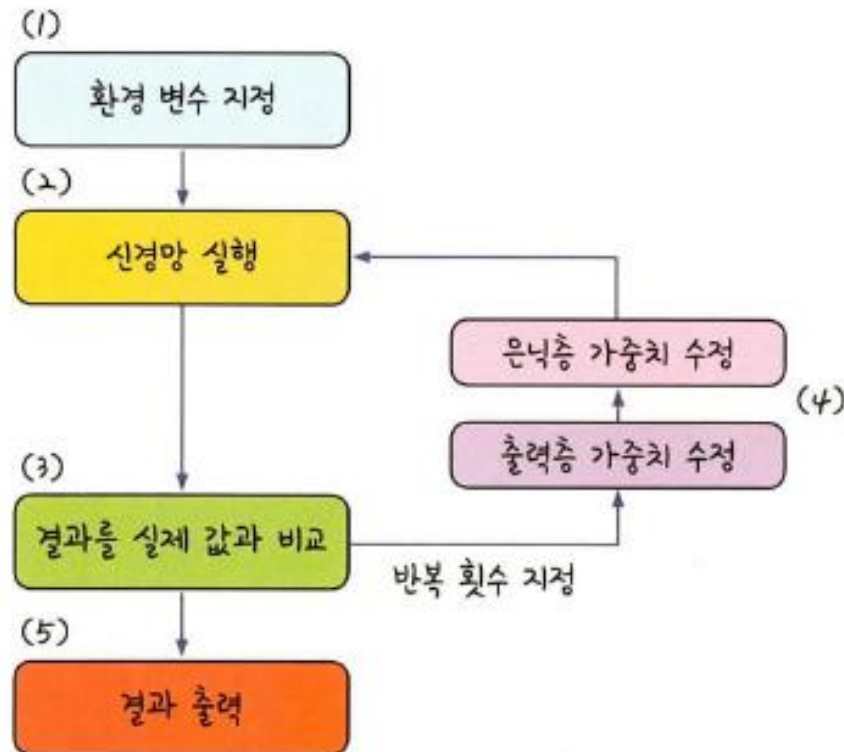 (1)
환경 변수 지정
(2)
신경망 실행
은닉층 가중치 수정
(4)
출력층 가중치 수정
(3)
결과를 실제 값과 비교
반복 횟수 지정
(5)
결과 출력